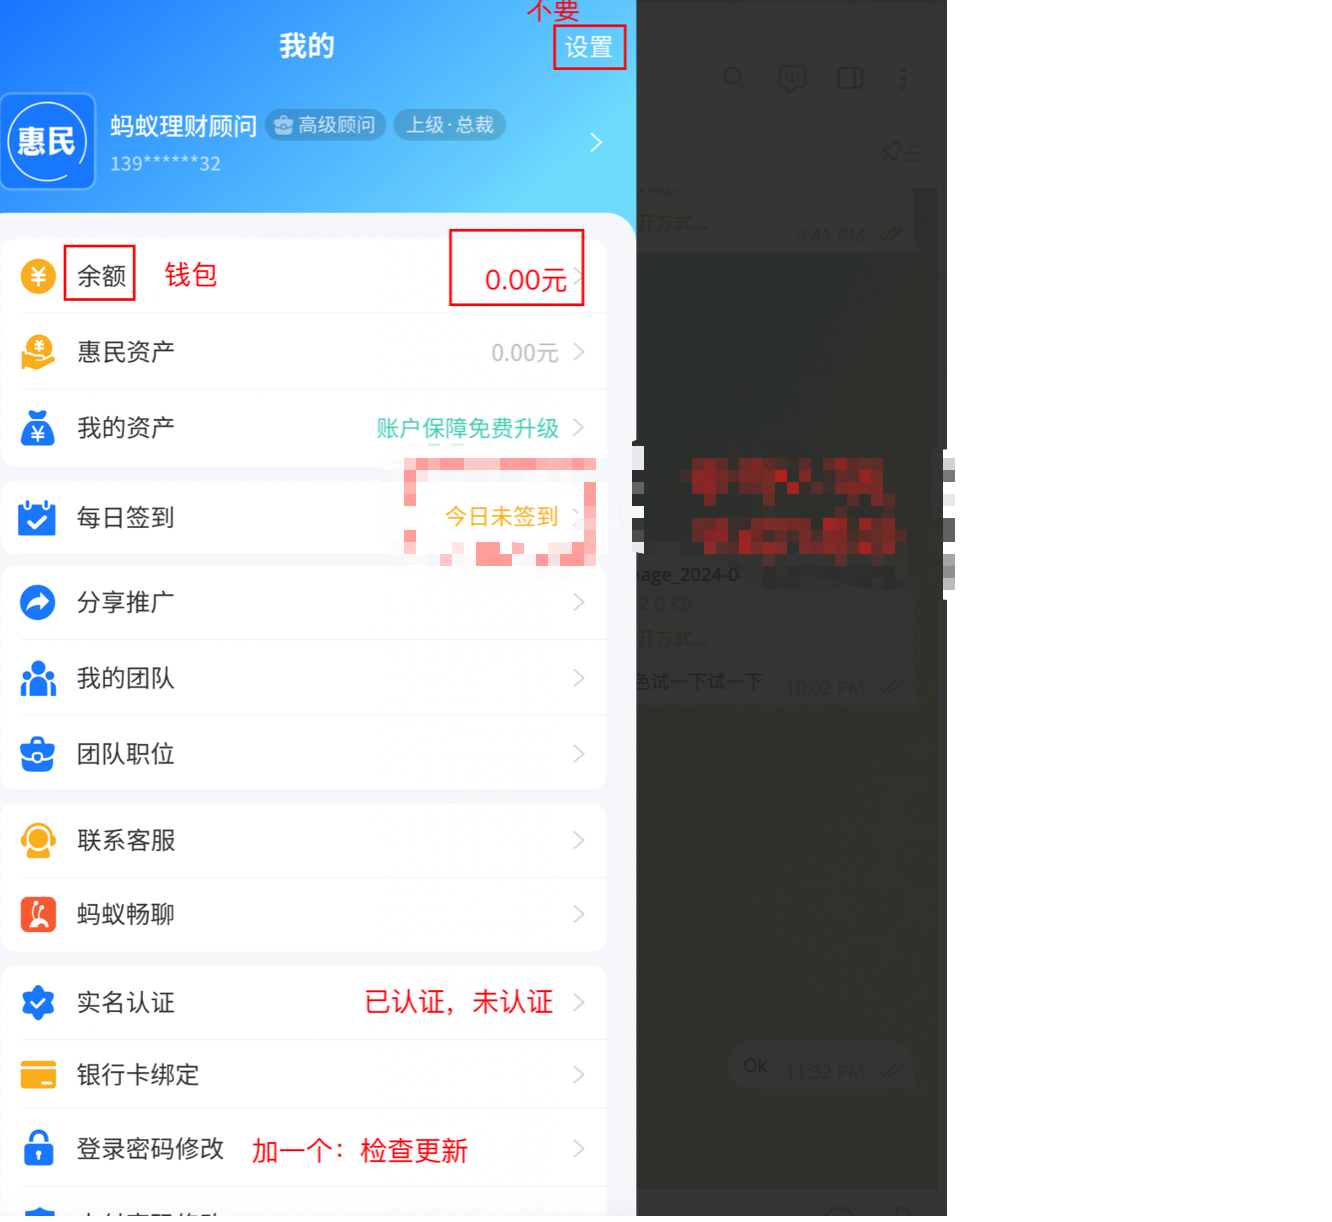 不要
我的
设置
惠民
蚂蚁理财顾问 高级顾问 上级·总裁
139******32
余额 钱包 0.00元
惠民资产 0.00元
我的资产 账户保障免费升级
每日签到 今日未签到
分享推广
我的团队
团队职位
联系客服
蚂蚁畅聊
实名认证 已认证，未认证
银行卡绑定
登录密码修改 加一个：检查更新
开方式...
9:41 PM
mage_2024-0
2.0 KB
开方式...
色试一下试一下 10:02 PM
Ok 11:32 PM